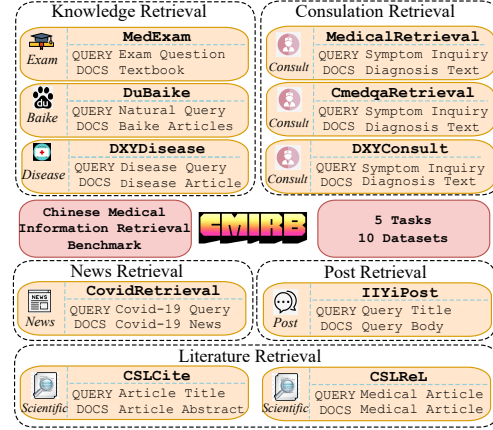 Knowledge Retrieval
MedExam
Exam
QUERY Exam Question
DOCS Textbook
DuBaike
Baike
QUERY Natural Query
DOCS Baike Articles
DXYDisease
Disease
QUERY Disease Query
DOCS Disease Article
Consulation Retrieval
MedicalRetrieval
Consult
QUERY Symptom Inquiry
DOCS Diagnosis Text
CmedqaRetrieval
Consult
QUERY Symptom Inquiry
DOCS Diagnosis Text
DXYConsult
Consult
QUERY Symptom Inquiry
DOCS Diagnosis Text
Chinese Medical
Information Retrieval
Benchmark
CMIRB
5 Tasks
10 Datasets
News Retrieval
CovidRetrieval
NEWS
News
QUERY Covid-19 Query
DOCS Covid-19 News
Post Retrieval
IIYiPost
Post
QUERY Query Title
DOCS Query Body
Literature Retrieval
CSLCite
Scientific
QUERY Article Title
DOCS Article Abstract
CSLReL
Scientific
QUERY Medical Article
DOCS Medical Article